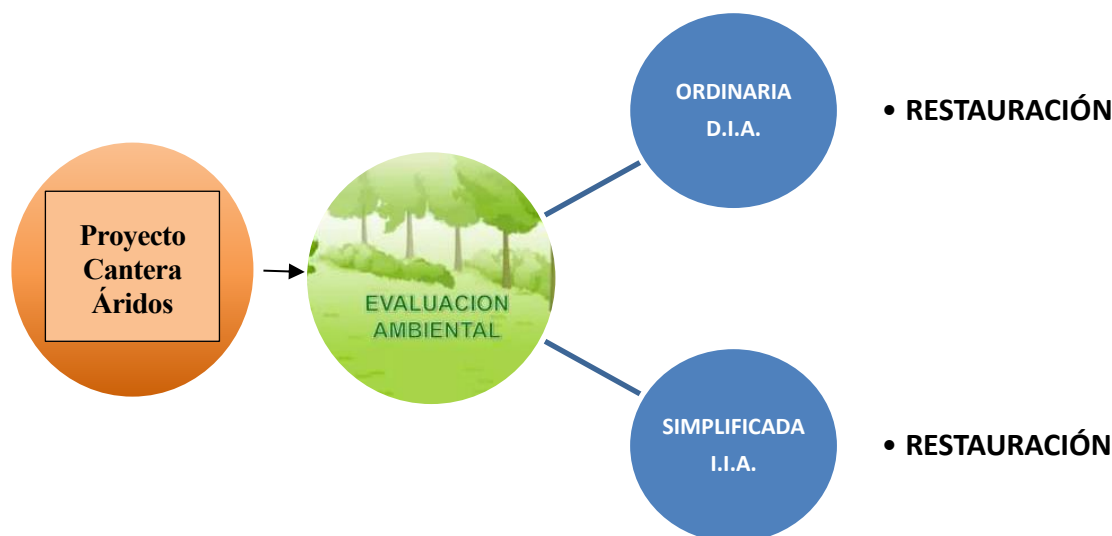 Proyecto
Cantera
Áridos
EVALUACION
AMBIENTAL
ORDINARIA
D.I.A.
• RESTAURACIÓN
SIMPLIFICADA
I.I.A.
• RESTAURACIÓN